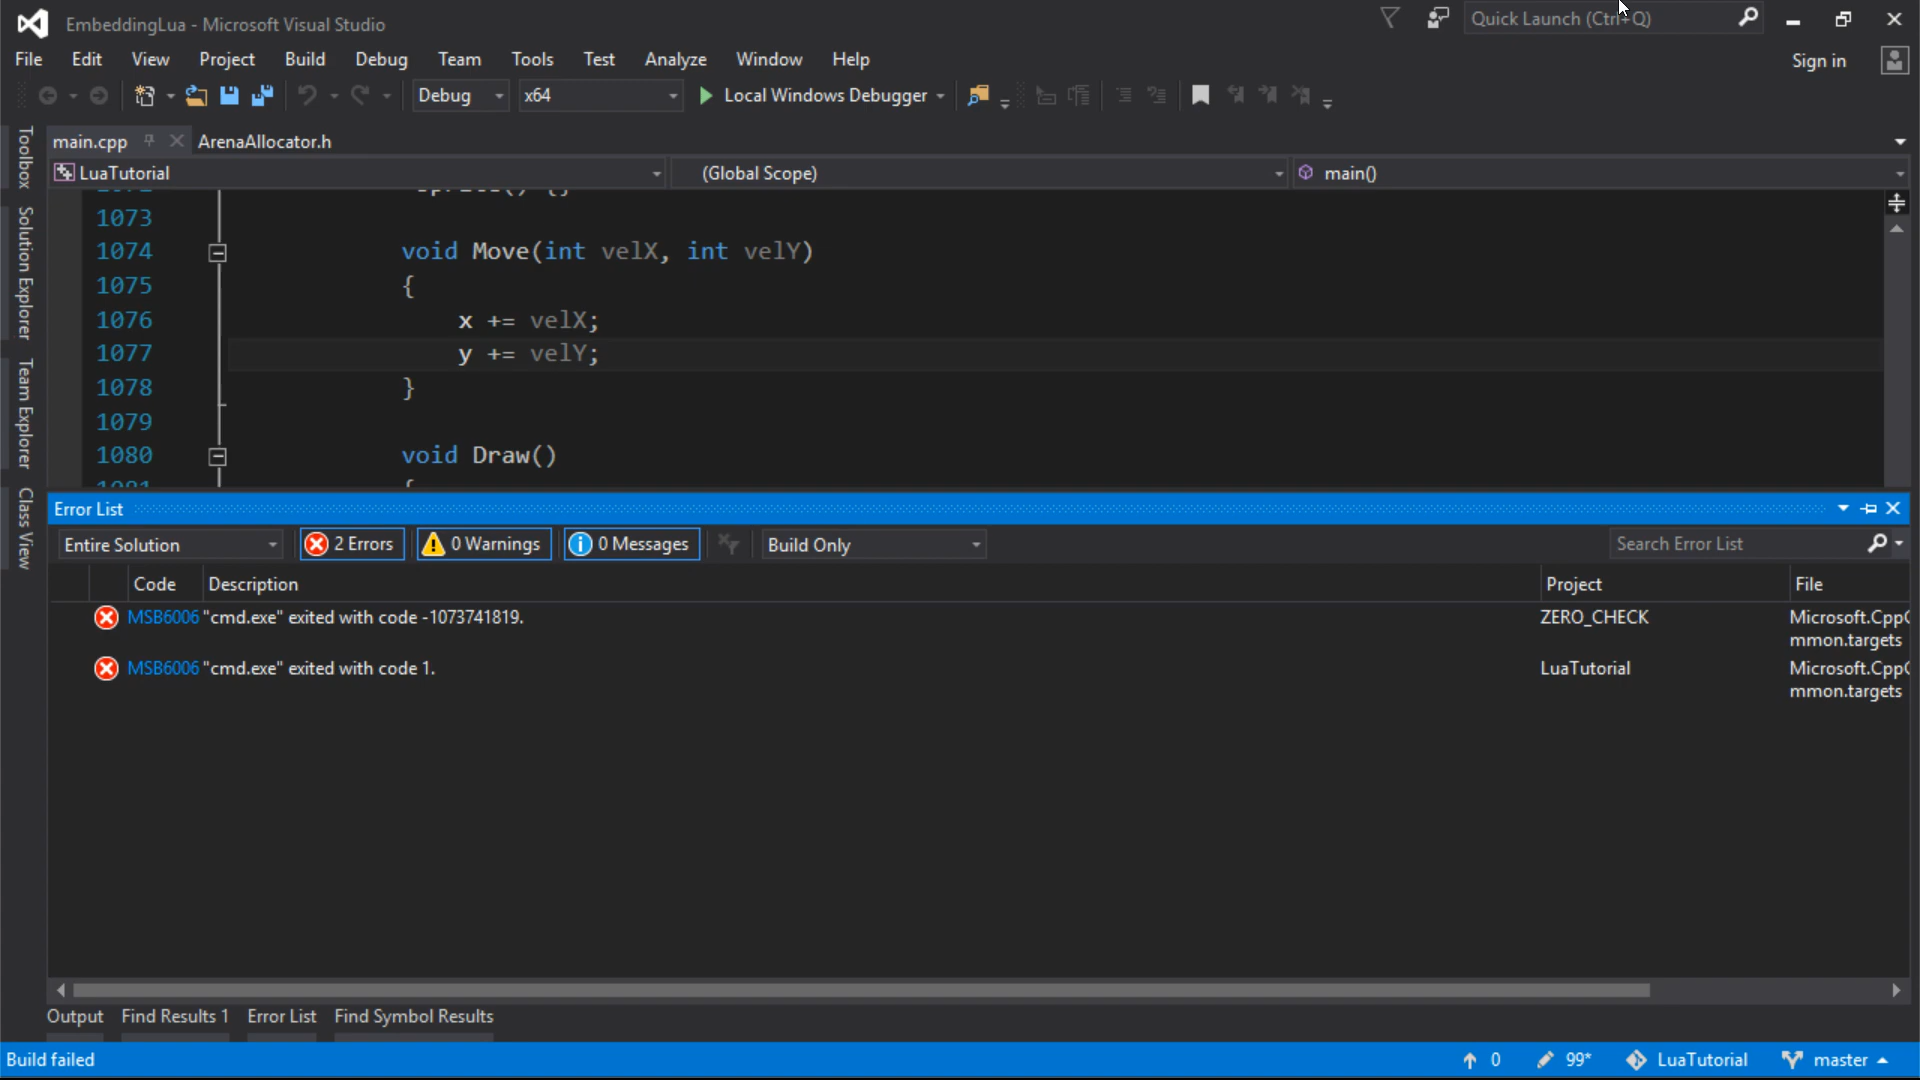 EmbeddingLua - Microsoft Visual Studio
Quick Launch (Ctrl+Q)
File Edit View Project Build Debug Team Tools Test Analyze Window Help
Sign in
Debug x64 Local Windows Debugger
Toolbox
Solution Explorer
Team Explorer
Class View
main.cpp ArenaAllocator.h
LuaTutorial (Global Scope) main()
1073
1074 void Move(int velX, int velY)
1075 {
1076 x += velX;
1077 y += velY;
1078 }
1079
1080 void Draw()
Error List
Entire Solution 2 Errors 0 Warnings 0 Messages Build Only Search Error List
Code Description Project File
MSB6006 "cmd.exe" exited with code -1073741819. ZERO_CHECK Microsoft.Cpp
mmon.targets
MSB6006 "cmd.exe" exited with code 1. LuaTutorial Microsoft.Cpp
mmon.targets
Output Find Results 1 Error List Find Symbol Results
Build failed 0 99* LuaTutorial master